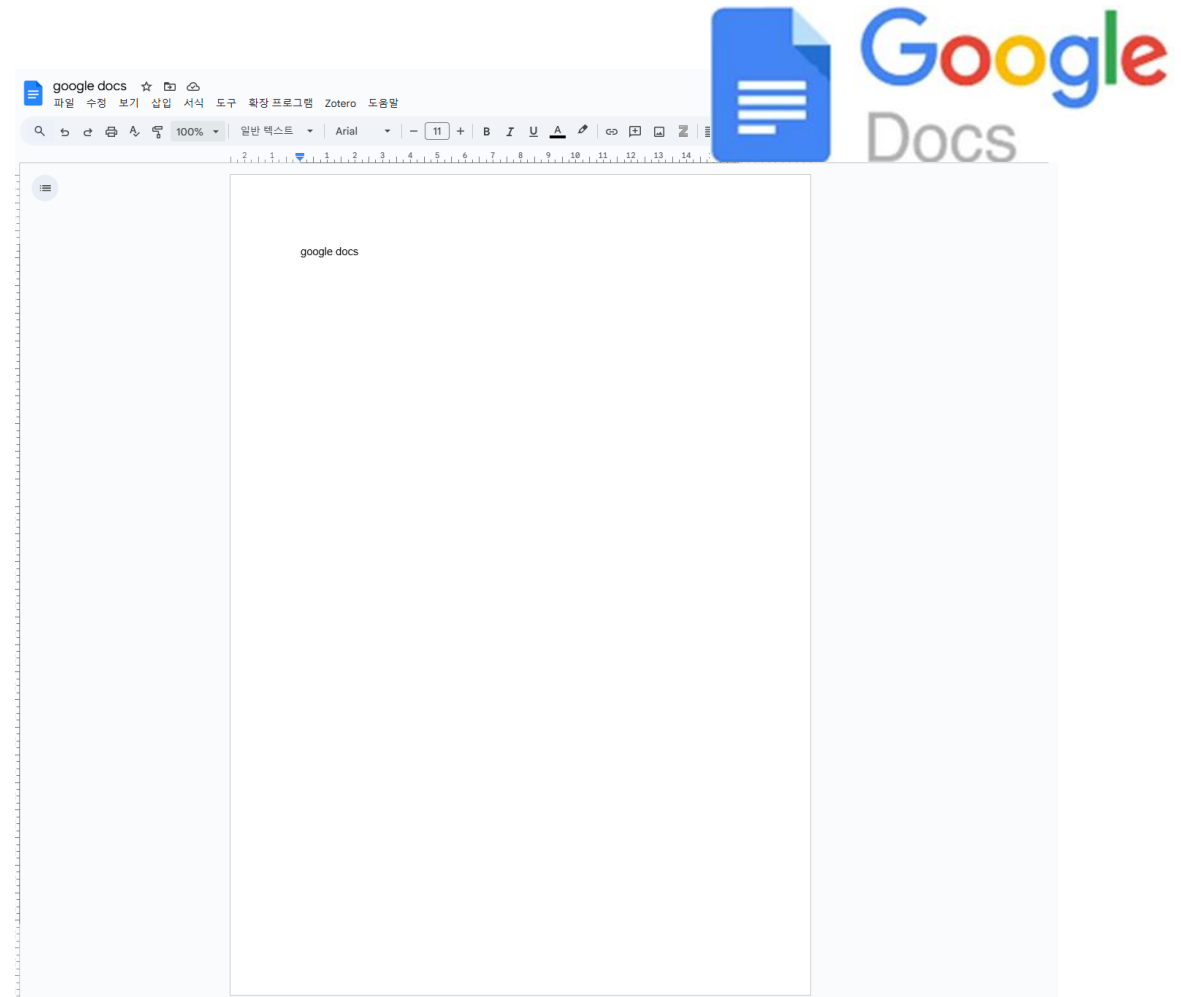 Google
Docs
google docs
파일 수정 보기 삽입 서식 도구 확장 프로그램 Zotero 도움말
100% 일반 텍스트 Arial − 11 + B I U A
2 1 1 2 3 4 5 6 7 8 9 10 11 12 13 14
google docs